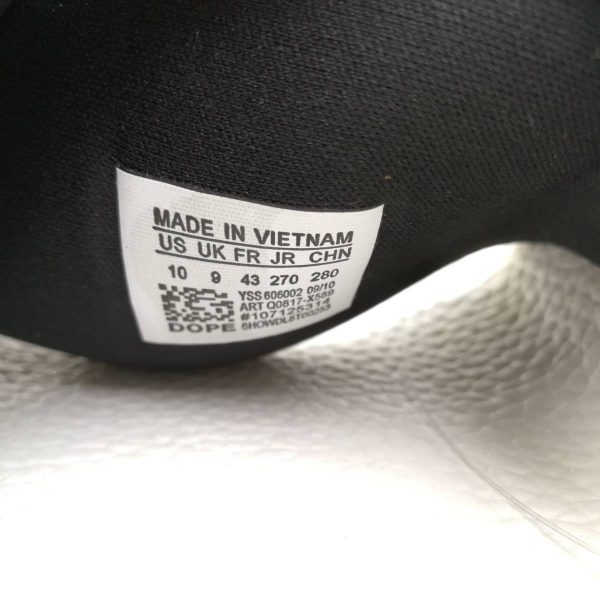 MADE IN VIETNAM
US UK FR JR CHN
10 9 43 270 280
YSS 606002 09/10
ART Q0817-X589
#107125314
DOPE 6HOWDL8T00253